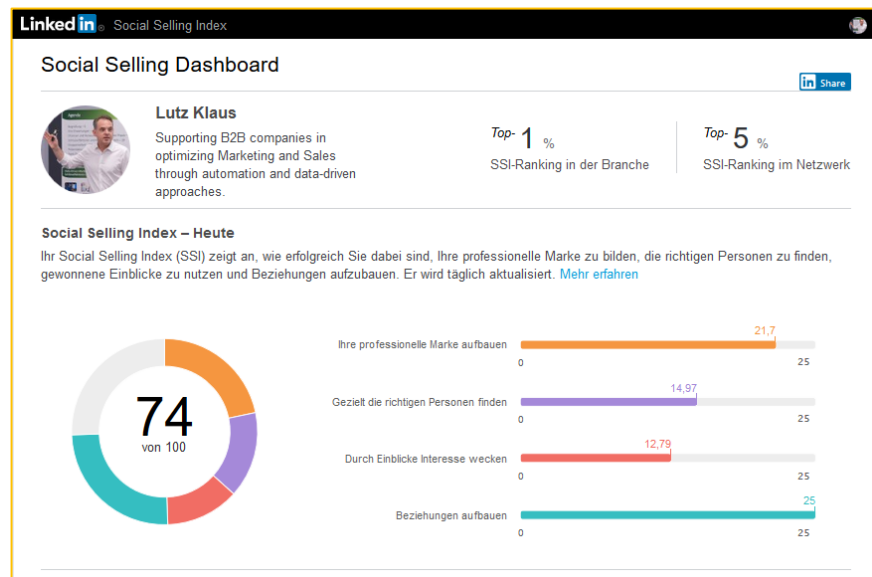 Linked in ® Social Selling Index
Social Selling Dashboard
in Share
Lutz Klaus
Supporting B2B companies in
optimizing Marketing and Sales
through automation and data-driven
approaches.
Top- 1 %
SSI-Ranking in der Branche
Top- 5 %
SSI-Ranking im Netzwerk
Social Selling Index – Heute
Ihr Social Selling Index (SSI) zeigt an, wie erfolgreich Sie dabei sind, Ihre professionelle Marke zu bilden, die richtigen Personen zu finden,
gewonnene Einblicke zu nutzen und Beziehungen aufzubauen. Er wird täglich aktualisiert. Mehr erfahren
74
von 100
21,7
Ihre professionelle Marke aufbauen
0 25
14,97
Gezielt die richtigen Personen finden
0 25
12,79
Durch Einblicke Interesse wecken
0 25
25
Beziehungen aufbauen
0 25